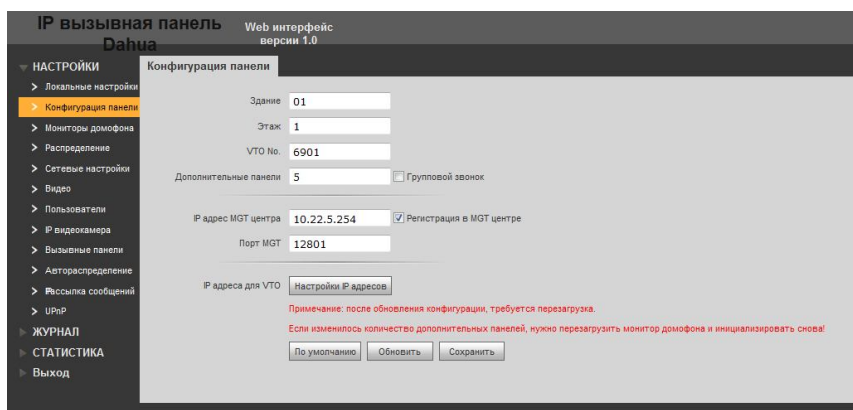 IP вызывная панель
Dahua
Web интерфейс
версии 1.0
НАСТРОЙКИ
Локальные настройки
Конфигурация панели
Мониторы домофона
Распределение
Сетевые настройки
Видео
Пользователи
IP видеокамера
Вызывные панели
Автораспределение
Рассылка сообщений
UPnP
ЖУРНАЛ
СТАТИСТИКА
Выход
Конфигурация панели
Здание 01
Этаж 1
VTO No. 6901
Дополнительные панели 5 Групповой звонок
IP адрес MGT центра 10.22.5.254 Регистрация в MGT центре
Порт MGT 12801
IP адреса для VTO Настройки IP адресов
Примечание: после обновления конфигурации, требуется перезагрузка.
Если изменилось количество дополнительных панелей, нужно перезагрузить монитор домофона и инициализировать снова!
По умолчанию Обновить Сохранить